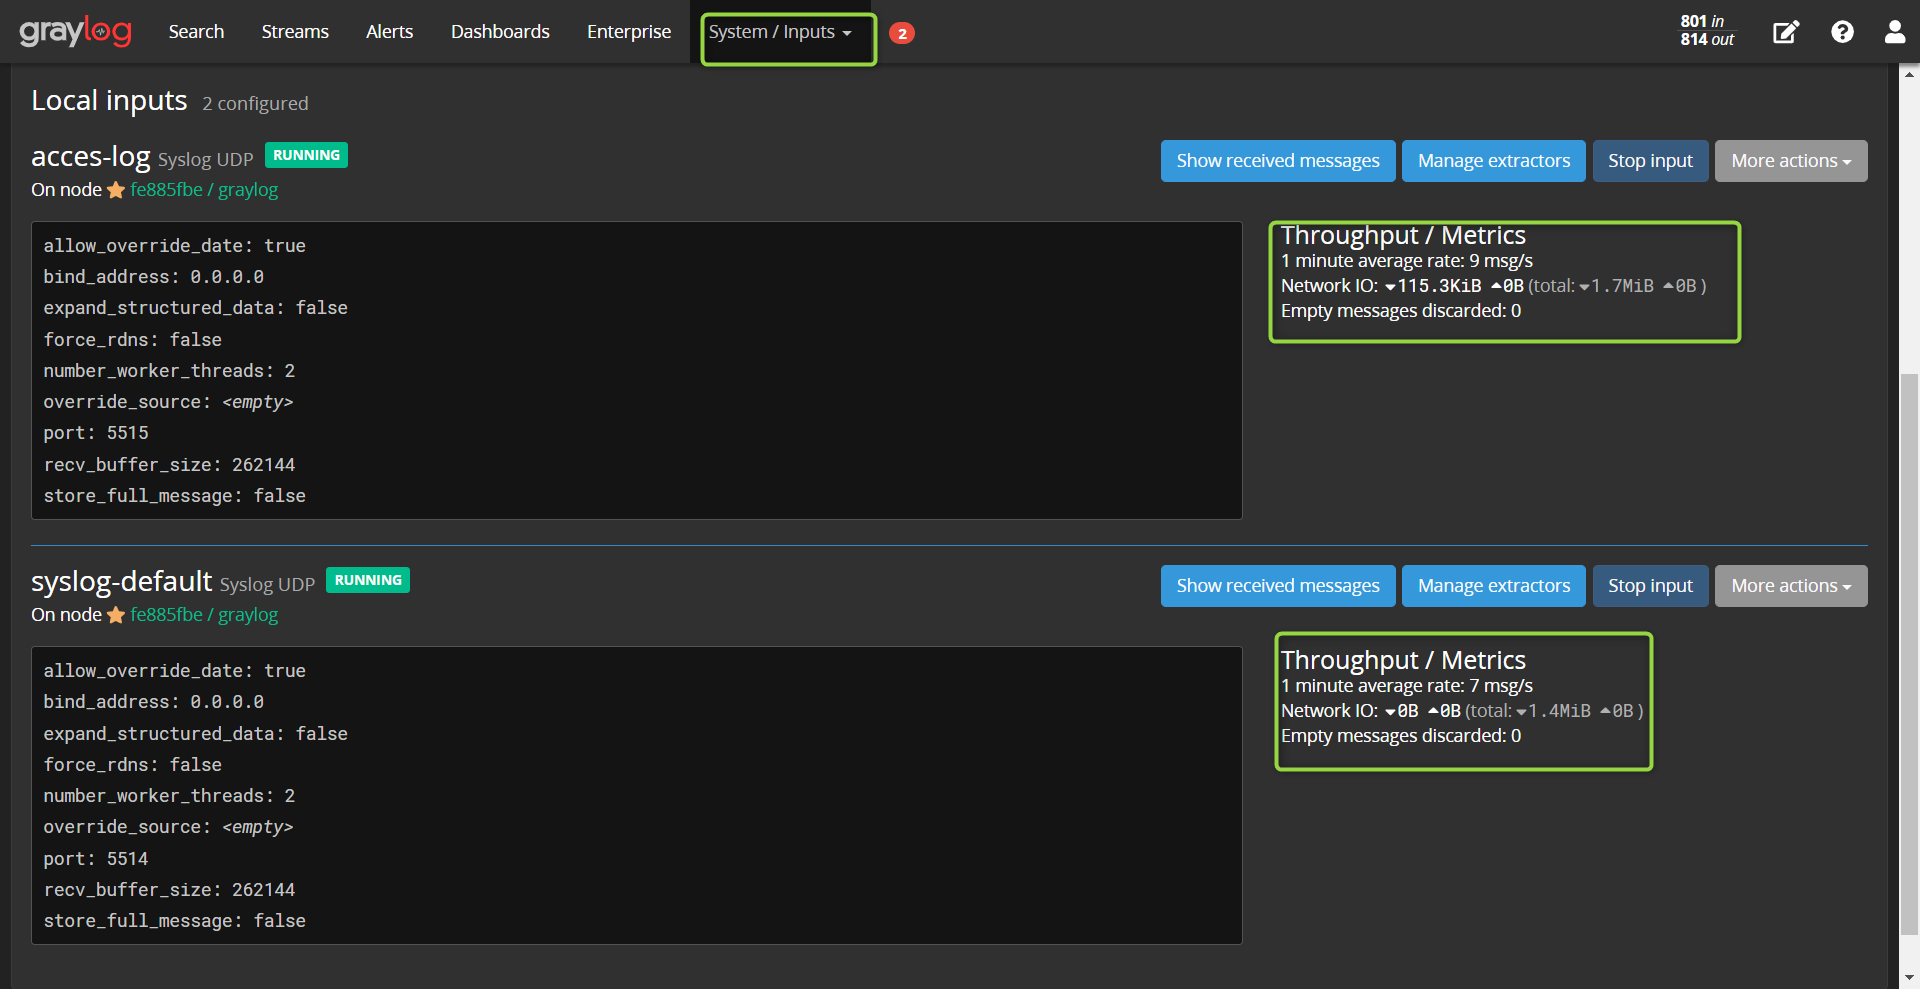 graylog Search Streams Alerts Dashboards Enterprise System / Inputs 2 801 in
814 out
Local inputs 2 configured
acces-log Syslog UDP RUNNING
Show received messages Manage extractors Stop input More actions
On node fe885fbe / graylog
allow_override_date: true
bind_address: 0.0.0.0
expand_structured_data: false
force_rdns: false
number_worker_threads: 2
override_source: <empty>
port: 5515
recv_buffer_size: 262144
store_full_message: false
Throughput / Metrics
1 minute average rate: 9 msg/s
Network IO: 115.3KiB 0B (total: 1.7MiB 0B )
Empty messages discarded: 0
syslog-default Syslog UDP RUNNING
Show received messages Manage extractors Stop input More actions
On node fe885fbe / graylog
allow_override_date: true
bind_address: 0.0.0.0
expand_structured_data: false
force_rdns: false
number_worker_threads: 2
override_source: <empty>
port: 5514
recv_buffer_size: 262144
store_full_message: false
Throughput / Metrics
1 minute average rate: 7 msg/s
Network IO: 0B 0B (total: 1.4MiB 0B )
Empty messages discarded: 0